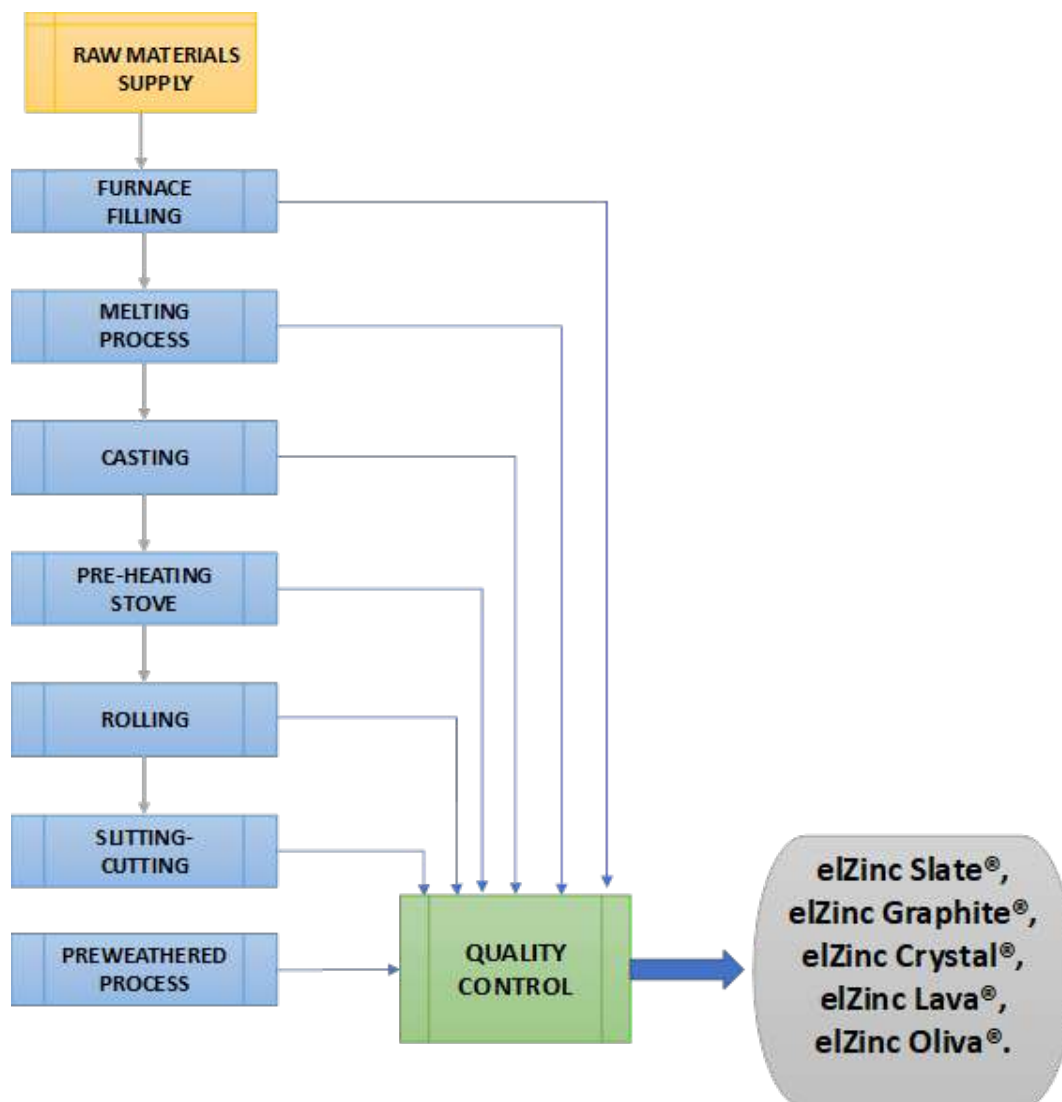 RAW MATERIALS
SUPPLY
FURNACE
FILLING
MELTING
PROCESS
CASTING
PRE-HEATING
STOVE
ROLLING
SLITTING-
CUTTING
PREWEATHERED
PROCESS
QUALITY
CONTROL
elZinc Slate®,
elZinc Graphite®,
elZinc Crystal®,
elZinc Lava®,
elZinc Oliva®.